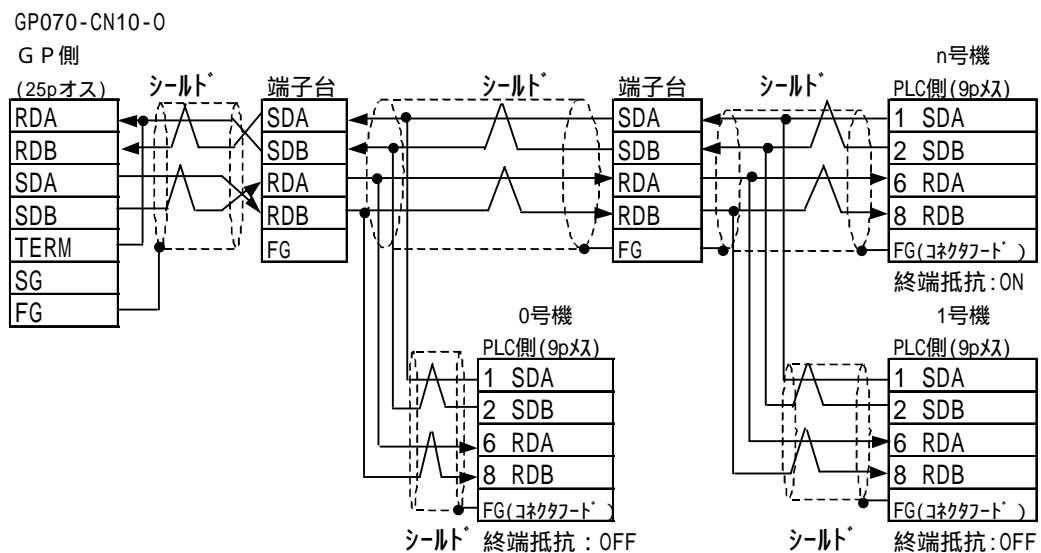 GP070-CN10-0
GP側
(25pオス)
RDA
RDB
SDA
SDB
TERM
SG
FG
シールド
端子台
SDA
SDB
RDA
RDB
FG
シールド
端子台
SDA
SDB
RDA
RDB
FG
シールド
n号機
PLC側(9pメス)
1 SDA
2 SDB
6 RDA
8 RDB
FG(コネクタフード)
終端抵抗:ON
0号機
PLC側(9pメス)
1 SDA
2 SDB
6 RDA
8 RDB
FG(コネクタフード)
シールド 終端抵抗:OFF
1号機
PLC側(9pメス)
1 SDA
2 SDB
6 RDA
8 RDB
FG(コネクタフード)
シールド 終端抵抗:OFF